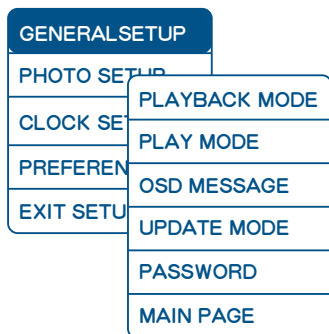 GENERALSETUP
PHOTO SETUP
CLOCK SET
PREFEREN
EXIT SETU
PLAYBACK MODE
PLAY MODE
OSD MESSAGE
UPDATE MODE
PASSWORD
MAIN PAGE